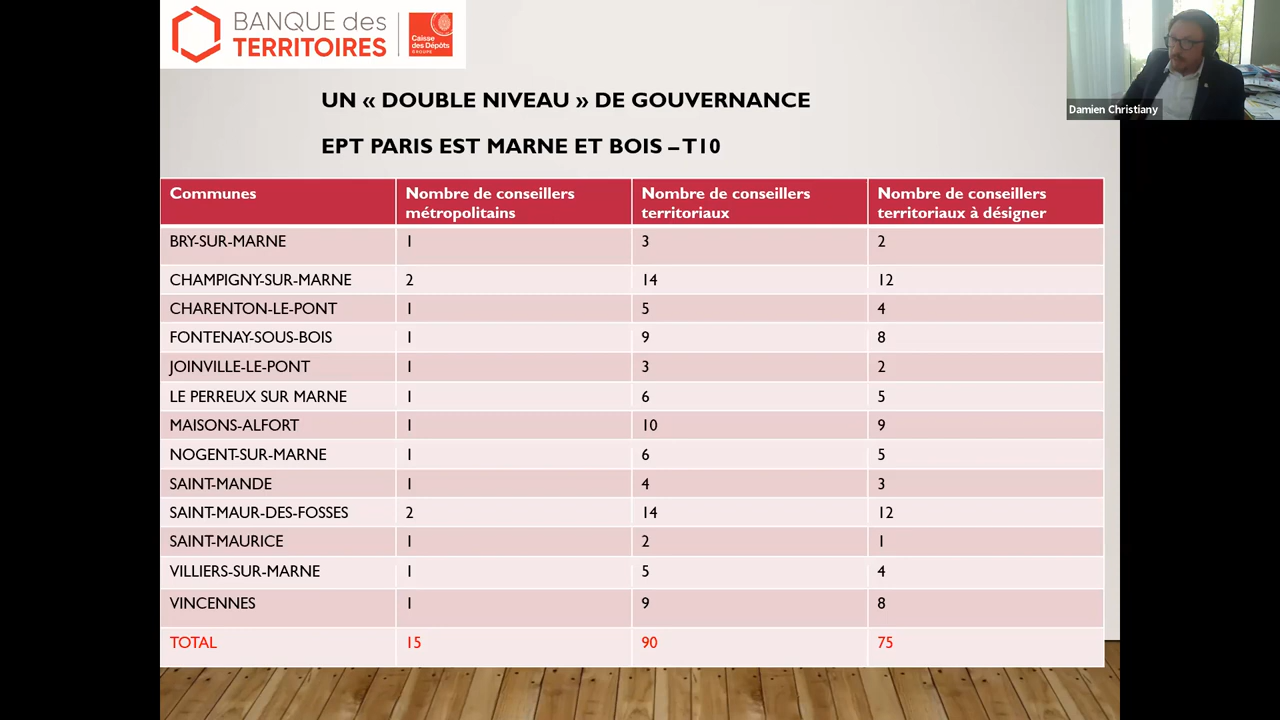 BANQUE des
TERRITOIRES
Caisse
des Dépôts
GROUPE
Damien Christiany
UN « DOUBLE NIVEAU » DE GOUVERNANCE
EPT PARIS EST MARNE ET BOIS – T10
Communes
Nombre de conseillers métropolitains
Nombre de conseillers territoriaux
Nombre de conseillers territoriaux à désigner
BRY-SUR-MARNE 1 3 2
CHAMPIGNY-SUR-MARNE 2 14 12
CHARENTON-LE-PONT 1 5 4
FONTENAY-SOUS-BOIS 1 9 8
JOINVILLE-LE-PONT 1 3 2
LE PERREUX SUR MARNE 1 6 5
MAISONS-ALFORT 1 10 9
NOGENT-SUR-MARNE 1 6 5
SAINT-MANDE 1 4 3
SAINT-MAUR-DES-FOSSES 2 14 12
SAINT-MAURICE 1 2 1
VILLIERS-SUR-MARNE 1 5 4
VINCENNES 1 9 8
TOTAL 15 90 75